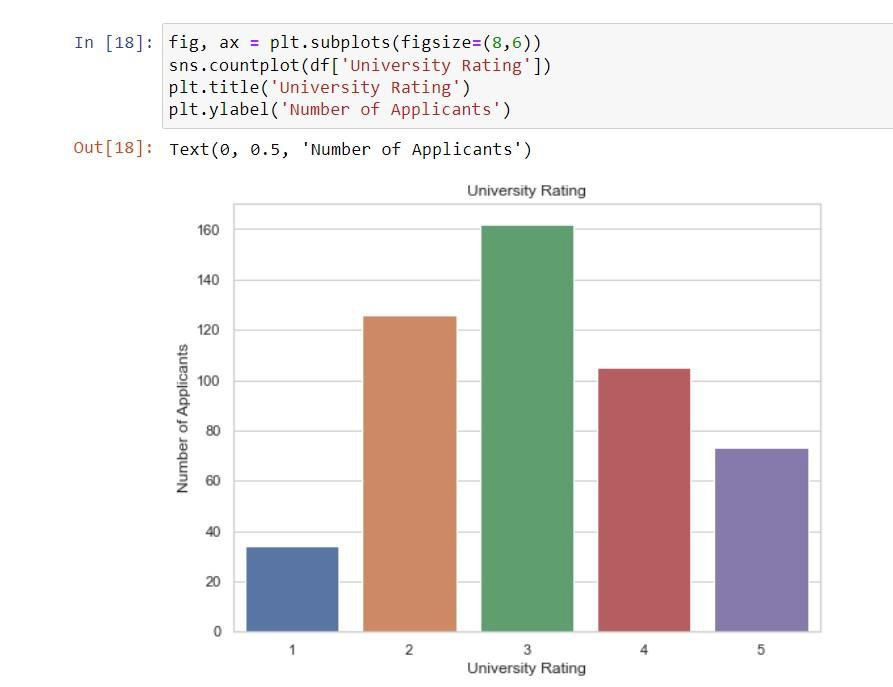 In [18]: fig, ax = plt.subplots(figsize=(8,6))
sns.countplot(df['University Rating'])
plt.title('University Rating')
plt.ylabel('Number of Applicants')
Out[18]: Text(0, 0.5, 'Number of Applicants')
University Rating
160
140
120
100
80
60
40
20
0
Number of Applicants
1 2 3 4 5
University Rating